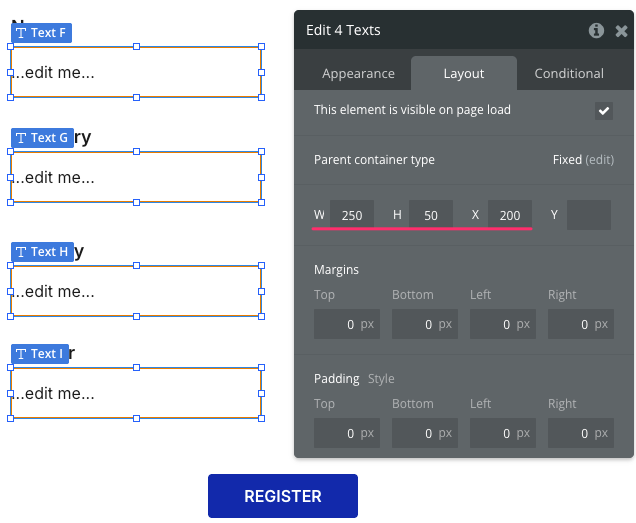 Text F
...edit me...
Text G
ry
...edit me...
Text H
y
...edit me...
Text I
r
...edit me...
REGISTER
Edit 4 Texts
Appearance
Layout
Conditional
This element is visible on page load
Parent container type
Fixed (edit)
W 250 H 50 X 200 Y
Margins
Top Bottom Left Right
0 px 0 px 0 px 0 px
Padding Style
Top Bottom Left Right
0 px 0 px 0 px 0 px